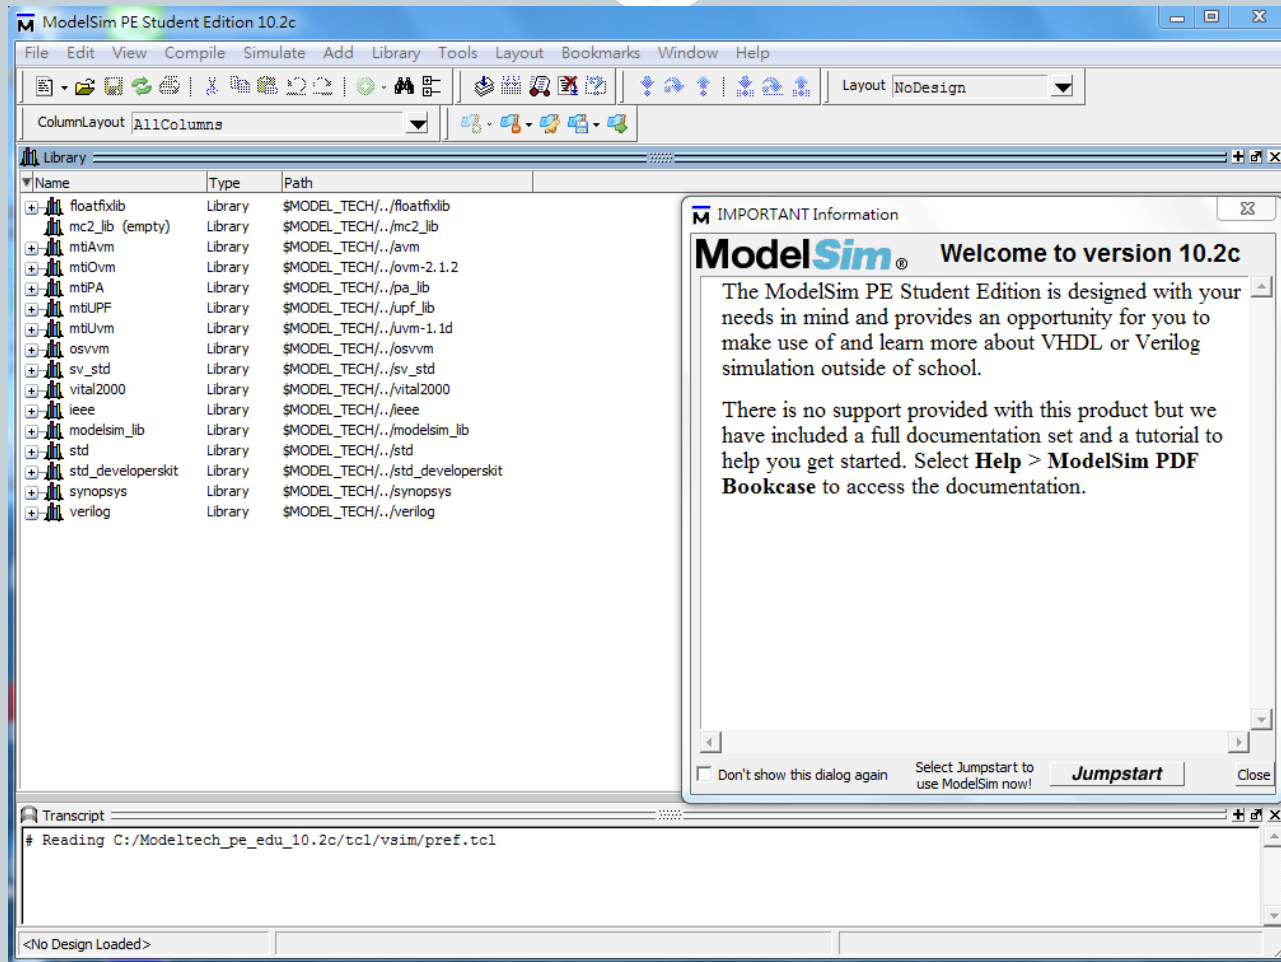 ModelSim PE Student Edition 10.2c
File Edit View Compile Simulate Add Library Tools Layout Bookmarks Window Help
Layout NoDesign
ColumnLayout AllColumns
Library
Name Type Path
floatfixlib Library $MODEL_TECH/../floatfixlib
mc2_lib (empty) Library $MODEL_TECH/../mc2_lib
mtiAvm Library $MODEL_TECH/../avm
mtiOvm Library $MODEL_TECH/../ovm-2.1.2
mtiPA Library $MODEL_TECH/../pa_lib
mtiUPF Library $MODEL_TECH/../upf_lib
mtiUvm Library $MODEL_TECH/../uvm-1.1d
osvvm Library $MODEL_TECH/../osvvm
sv_std Library $MODEL_TECH/../sv_std
vital2000 Library $MODEL_TECH/../vital2000
ieee Library $MODEL_TECH/../ieee
modelsim_lib Library $MODEL_TECH/../modelsim_lib
std Library $MODEL_TECH/../std
std_developerskit Library $MODEL_TECH/../std_developerskit
synopsys Library $MODEL_TECH/../synopsys
verilog Library $MODEL_TECH/../verilog
IMPORTANT Information
ModelSim ® Welcome to version 10.2c
The ModelSim PE Student Edition is designed with your
needs in mind and provides an opportunity for you to
make use of and learn more about VHDL or Verilog
simulation outside of school.
There is no support provided with this product but we
have included a full documentation set and a tutorial to
help you get started. Select Help > ModelSim PDF
Bookcase to access the documentation.
Don't show this dialog again
Select Jumpstart to
use ModelSim now!
Jumpstart
Close
Transcript
# Reading C:/Modeltech_pe_edu_10.2c/tcl/vsim/pref.tcl
<No Design Loaded>